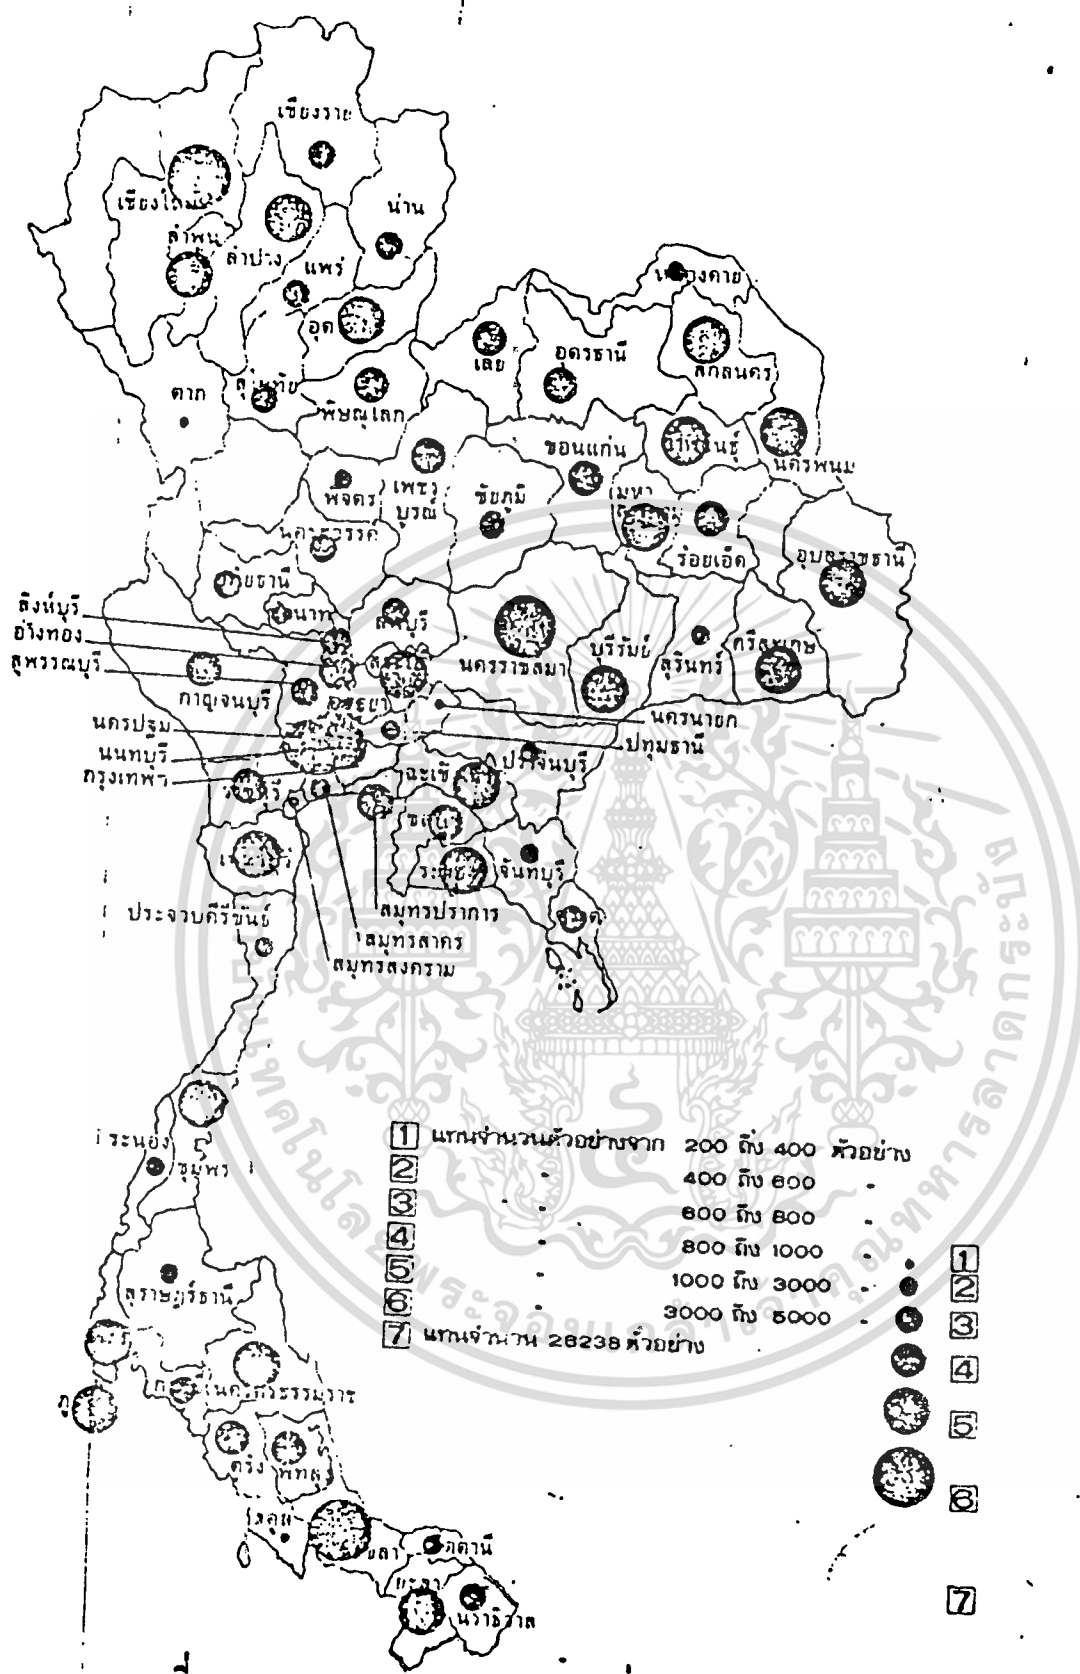 เชียงราย
น่าน
เชียงใหม่
ลำพูน
ลำปาง
แพร่
อุด
เลย
อุดรธานี
สกลนคร
ตาก
พิษณุโลก
นครพนม
ขอนแก่น
พิจิตร
เพชรบูรณ์
ชัยภูมิ
มหา
ร้อยเอ็ด
อุบลราชธานี
สิงห์บุรี
อ่างทอง
สุพรรณบุรี
กาญจนบุรี
นครราชสีมา
บุรีรัมย์
สุรินทร์
ศรีสะเกษ
นครปฐม
นนทบุรี
กรุงเทพฯ
นครนายก
ปทุมธานี
ปราจีนบุรี
จันทบุรี
ประจวบคีรีขันธ์
สมุทรปราการ
สมุทรสาคร
สมุทรสงคราม
ระนอง
ชุมพร
สุราษฎร์ธานี
นครศรีธรรมราช
ตรัง
พัทลุง
นราธิวาส
1 แทนจำนวนตัวอย่างจาก 200 ถึง 400 ตัวอย่าง
2 " 400 ถึง 600 "
3 " 600 ถึง 800 "
4 " 800 ถึง 1000 "
5 " 1000 ถึง 3000 "
6 " 3000 ถึง 5000 "
7 แทนจำนวน 28238 ตัวอย่าง
1
2
3
4
5
6
7